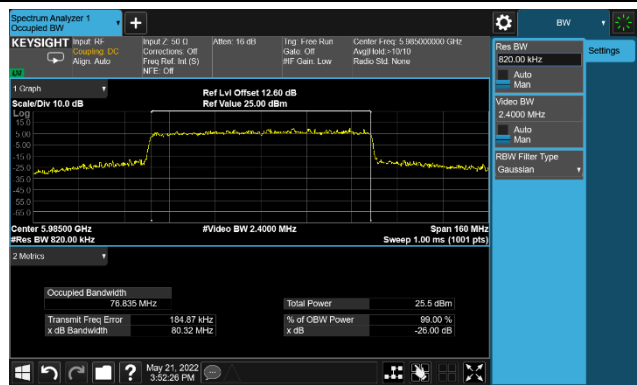 Spectrum Analyzer 1
Occupied BW
BW
KEYSIGHT
Input: RF
Coupling: DC
Align: Auto
Input Z: 50 Ω
Corrections: Off
Freq Ref: Int (S)
NFE: Off
Atten: 16 dB
Trig: Free Run
Gate: Off
#IF Gain: Low
Center Freq: 5.985000000 GHz
Avg|Hold:>10/10
Radio Std: None
Res BW
820.00 kHz
Auto
Man
Settings
Video BW
2.4000 MHz
Auto
Man
RBW Filter Type
Gaussian
1 Graph
Scale/Div 10.0 dB
Ref Lvl Offset 12.60 dB
Ref Value 25.00 dBm
Log
15.0
5.00
-5.00
-15.0
-25.0
-35.0
-45.0
-55.0
-65.0
Center 5.98500 GHz
#Res BW 820.00 kHz
#Video BW 2.4000 MHz
Span 160 MHz
Sweep 1.00 ms (1001 pts)
2 Metrics
Occupied Bandwidth
76.835 MHz
Total Power 25.5 dBm
Transmit Freq Error 184.87 kHz
% of OBW Power 99.00 %
x dB Bandwidth 80.32 MHz
x dB -26.00 dB
May 21, 2022
3:52:26 PM